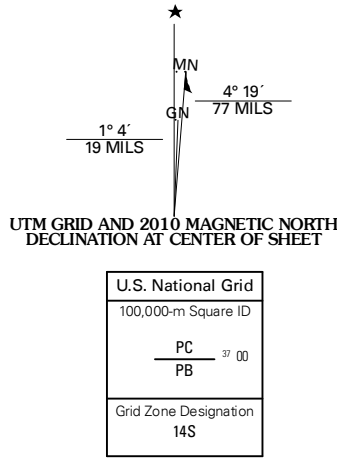 ★
MN
4° 19´
77 MILS
GN
1° 4´
19 MILS
UTM GRID AND 2010 MAGNETIC NORTH
DECLINATION AT CENTER OF SHEET
U.S. National Grid
100,000-m Square ID
PC
37 00
PB
Grid Zone Designation
14S